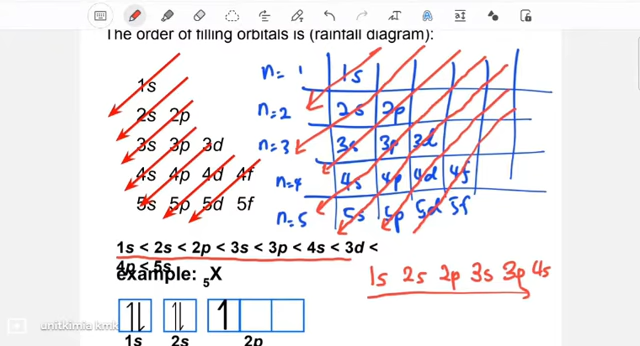 The order of filling orbitals is (rainfall diagram):
1s
2s 2p
3s 3p 3d
4s 4p 4d 4f
5s 5p 5d 5f
n= 1 1s
n=2 2s 2p
n=3 3s 3p 3d
n=4 4s 4p 4d 4f
n=5 5s 5p 5d 5f
1s < 2s < 2p < 3s < 3p < 4s < 3d <
4p < 5s
1s 2s 2p 3s 3p 4s
example: ₅X
1s 2s 2p
unitkimia kmk